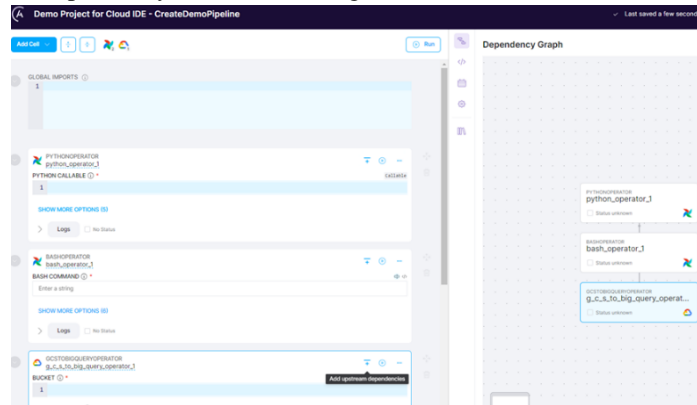 Demo Project for Cloud IDE - CreateDemoPipeline
Last saved a few second
Add Cell
Run
Dependency Graph
GLOBAL IMPORTS
1
PYTHONOPERATOR
python_operator_1
PYTHON CALLABLE *
Callable
1
SHOW MORE OPTIONS (5)
Logs
No Status
BASHOPERATOR
bash_operator_1
BASH COMMAND *
Enter a string
SHOW MORE OPTIONS (6)
Logs
No Status
GCSTOBIGQUERYOPERATOR
g_c_s_to_big_query_operator_1
BUCKET *
Add upstream dependencies
1
PYTHONOPERATOR
python_operator_1
Status unknown
BASHOPERATOR
bash_operator_1
Status unknown
GCSTOBIGQUERYOPERATOR
g_c_s_to_big_query_operat...
Status unknown